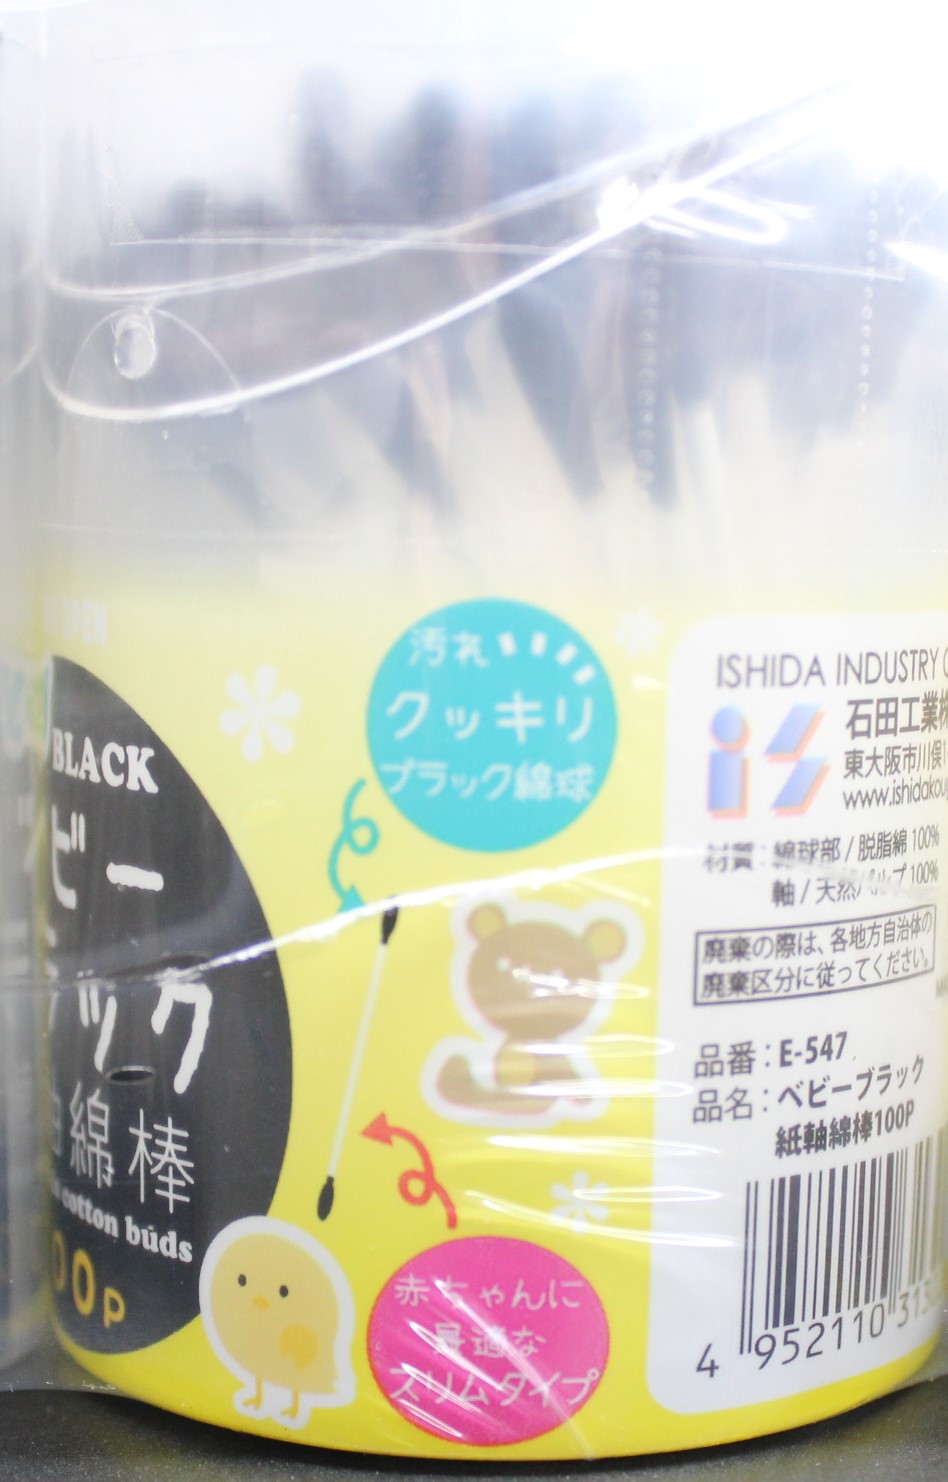 OPEN
BLACK
ビー
ック
綿棒
cotton buds
00P
汚れ
クッキリ
ブラック綿球
赤ちゃんに
最適な
スリムタイプ
ISHIDA INDUSTRY
is
石田工業
東大阪市川俣1
www.ishidakou
材質：綿球部/脱脂綿 100%
軸/天然パルプ 100%
廃棄の際は、各地方自治体の
廃棄区分に従ってください。
品番：E-547
品名：ベビーブラック
紙軸綿棒100P
4 952110 313